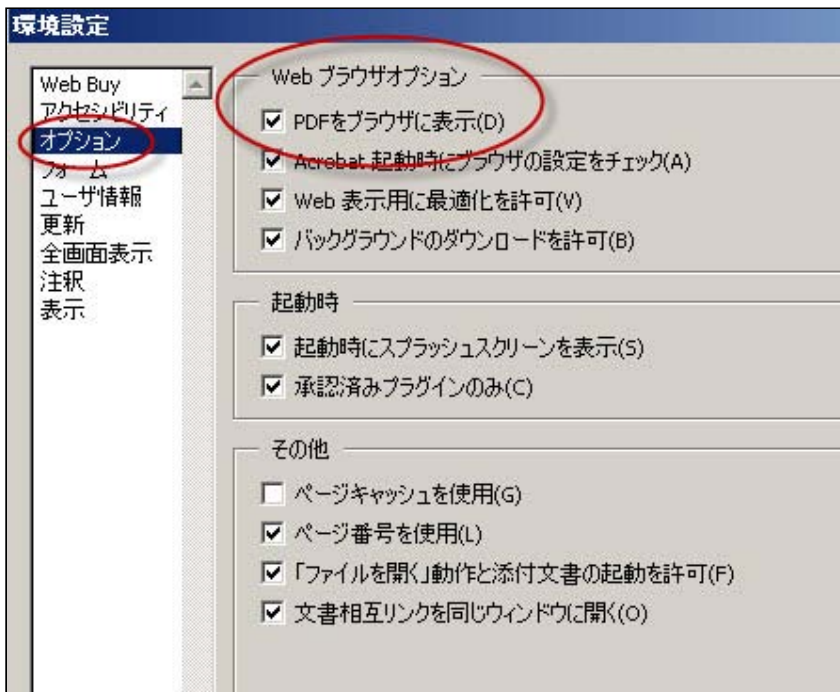 環境設定
Web Buy
アクセシビリティ
オプション
フォーム
ユーザ情報
更新
全画面表示
注釈
表示
Web ブラウザオプション
PDFをブラウザに表示(D)
Acrobat 起動時にブラウザの設定をチェック(A)
Web 表示用に最適化を許可(V)
バックグラウンドのダウンロードを許可(B)
起動時
起動時にスプラッシュスクリーンを表示(S)
承認済みプラグインのみ(C)
その他
ページキャッシュを使用(G)
ページ番号を使用(L)
「ファイルを開く」動作と添付文書の起動を許可(F)
文書相互リンクを同じウィンドウに開く(O)